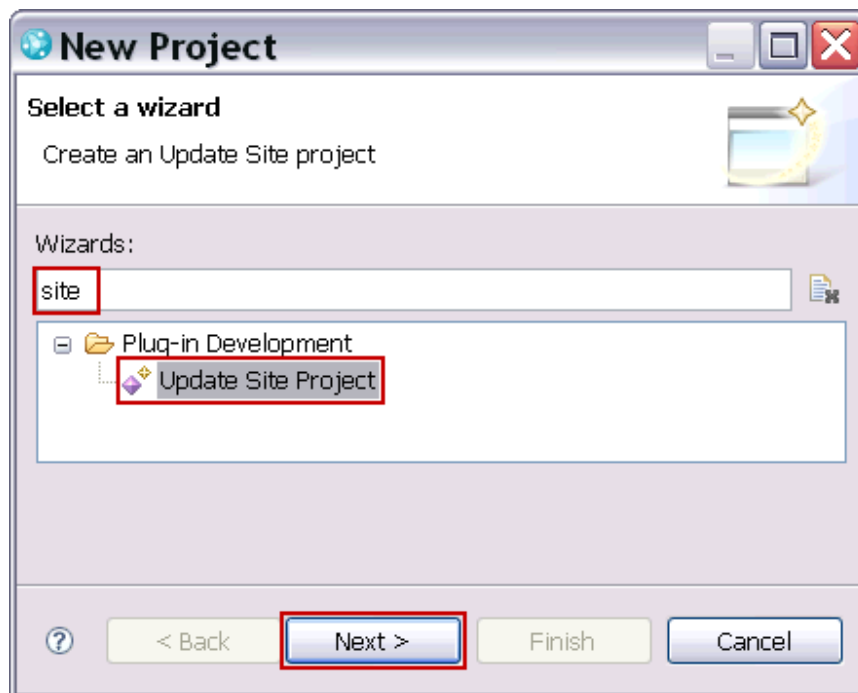 New Project
Select a wizard
Create an Update Site project
Wizards:
site
Plug-in Development
Update Site Project
< Back Next > Finish Cancel